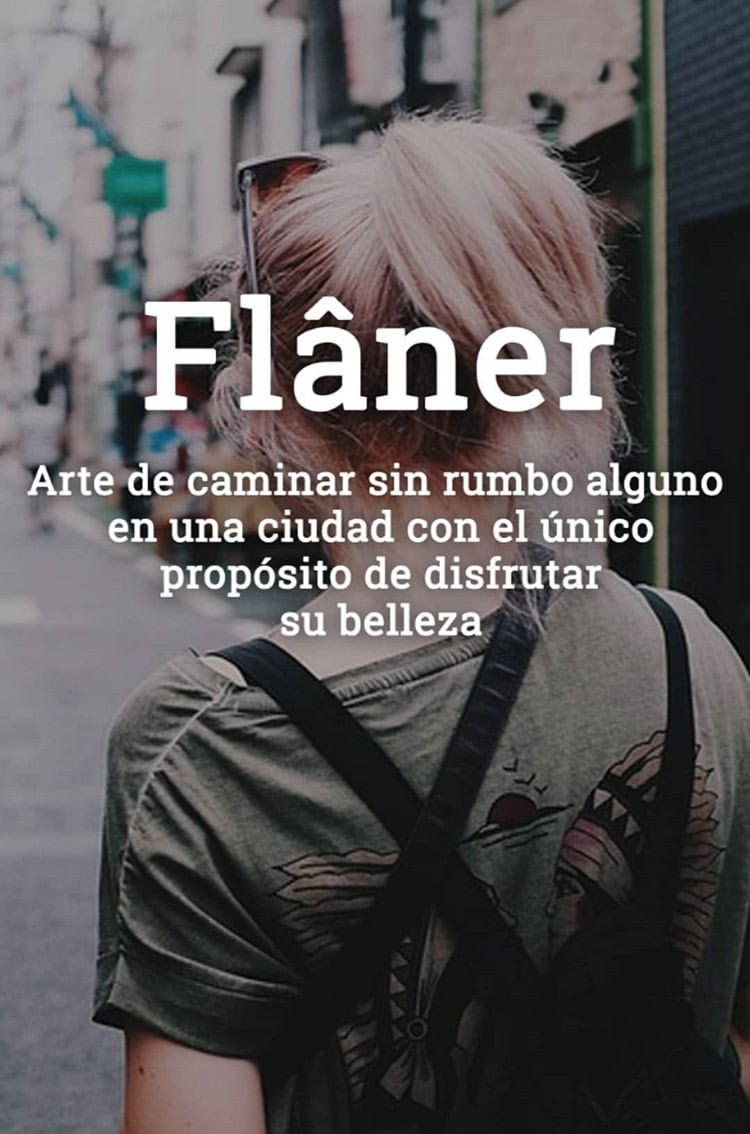 Flâner
Arte de caminar sin rumbo alguno
en una ciudad con el único
propósito de disfrutar
su belleza